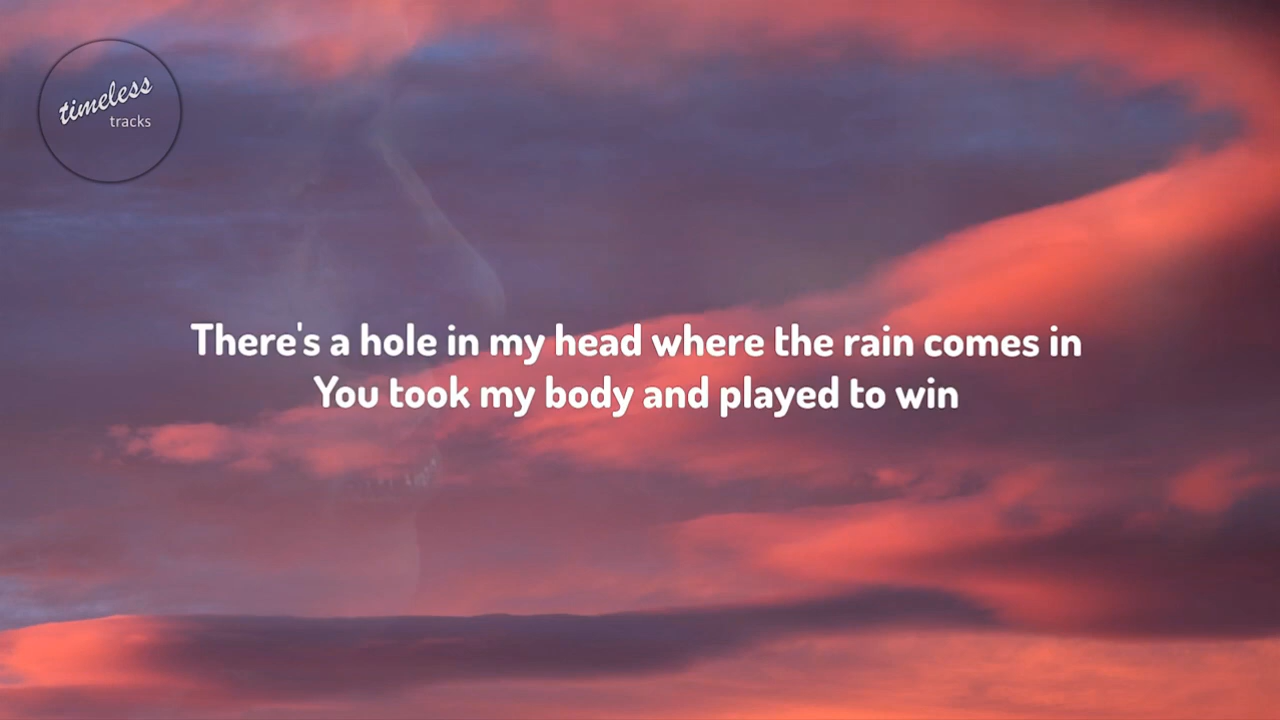 timeless
tracks
There's a hole in my head where the rain comes in
You took my body and played to win